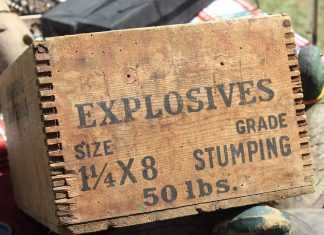 EXPLOSIVES
SIZE GRADE
1¼X8 STUMPING
50 lbs.